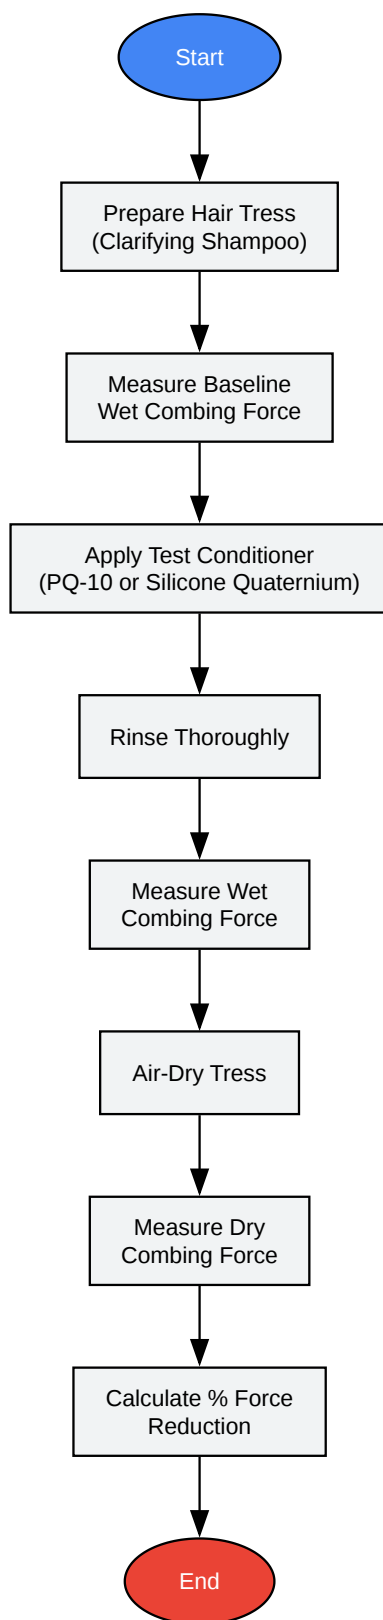 Start
Prepare Hair Tress
(Clarifying Shampoo)
Measure Baseline
Wet Combing Force
Apply Test Conditioner
(PQ-10 or Silicone Quaternium)
Rinse Thoroughly
Measure Wet
Combing Force
Air-Dry Tress
Measure Dry
Combing Force
Calculate % Force
Reduction
End